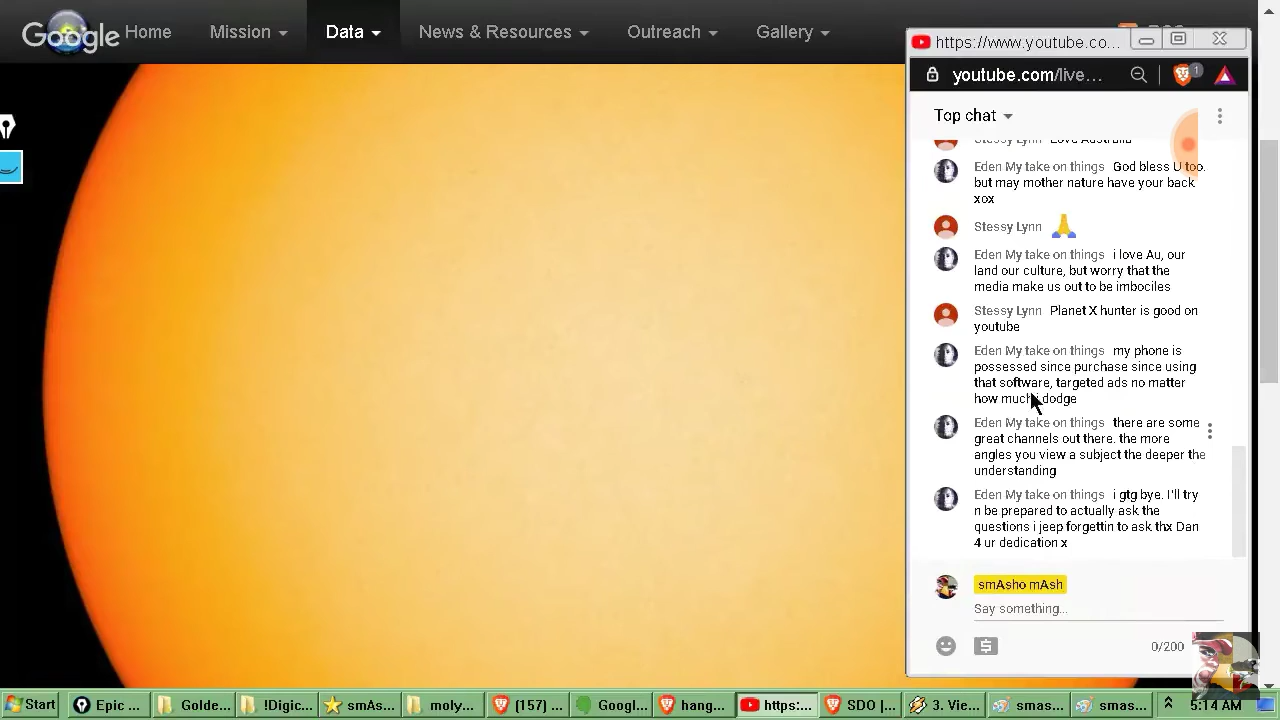 Google
Home
Mission
Data
News & Resources
Outreach
Gallery
https://www.youtube.co...
youtube.com/live...
1
Top chat
Stessy Lynn Love Australia
Eden My take on things God bless U too.
but may mother nature have your back
xox
Stessy Lynn
Eden My take on things i love Au, our
land our culture, but worry that the
media make us out to be imbociles
Stessy Lynn Planet X hunter is good on
youtube
Eden My take on things my phone is
possessed since purchase since using
that software, targeted ads no matter
how much dodge
Eden My take on things there are some
great channels out there. the more
angles you view a subject the deeper the
understanding
Eden My take on things i gtg bye. I'll try
n be prepared to actually ask the
questions i jeep forgettin to ask thx Dan
4 ur dedication x
smAsho mAsh
Say something...
0/200
Start
Epic ...
Golde...
!Digic...
smAs...
moly...
(157) ...
Googl...
hang...
https:...
SDO |...
3. Vie...
smas...
smas...
5:14 AM